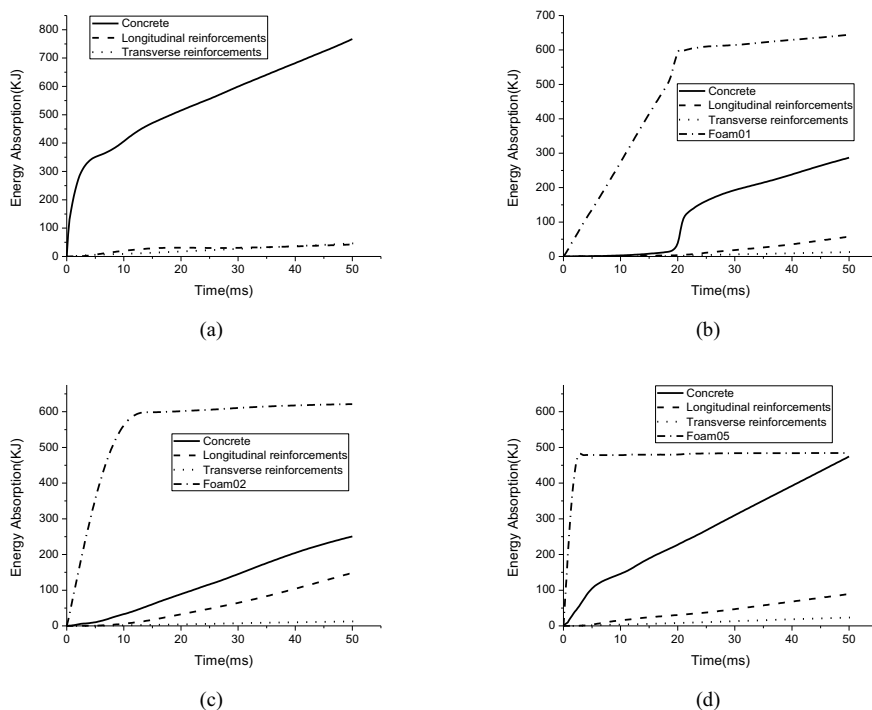 Concrete
Longitudinal reinforcements
Transverse reinforcements
Energy Absorption(KJ)
800
700
600
500
400
300
200
100
0
0 10 20 30 40 50
Time(ms)
(a)
Concrete
Longitudinal reinforcements
Transverse reinforcements
Foam01
Energy Absorption(KJ)
700
600
500
400
300
200
100
0
0 10 20 30 40 50
Time(ms)
(b)
Concrete
Longitudinal reinforcements
Transverse reinforcements
Foam02
Energy Absorption(KJ)
600
500
400
300
200
100
0
0 10 20 30 40 50
Time(ms)
(c)
Concrete
Longitudinal reinforcements
Transverse reinforcements
Foam05
Energy Absorption(KJ)
600
500
400
300
200
100
0
0 10 20 30 40 50
Time(ms)
(d)